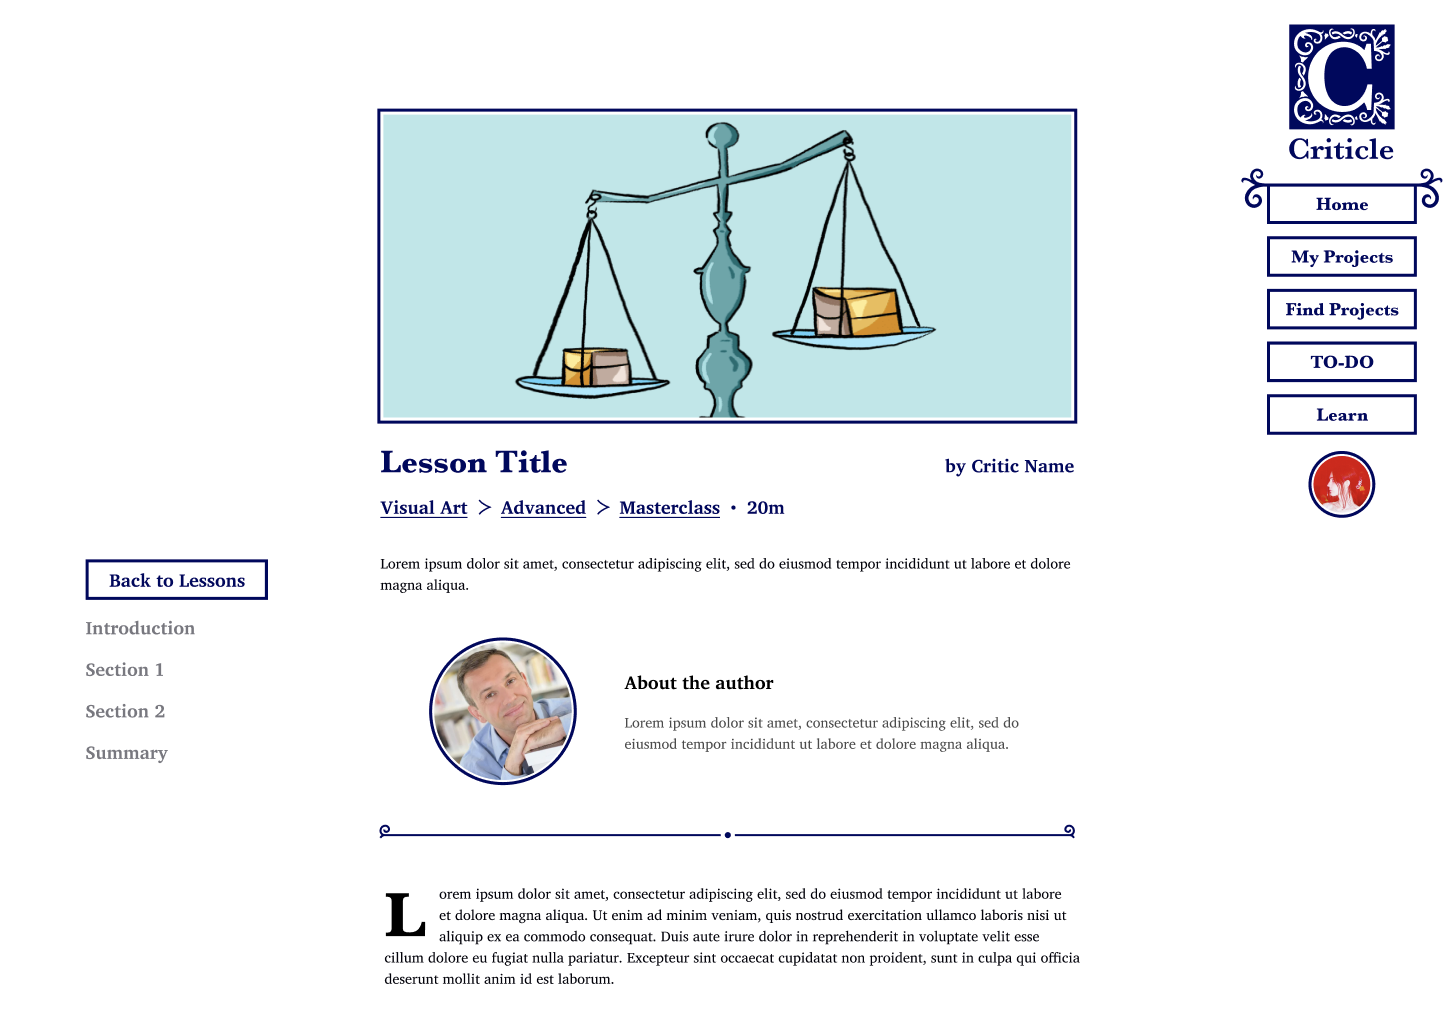 C
Criticle
Home
My Projects
Find Projects
TO-DO
Learn
Lesson Title
by Critic Name
Visual Art > Advanced > Masterclass • 20m
Lorem ipsum dolor sit amet, consectetur adipiscing elit, sed do eiusmod tempor incididunt ut labore et dolore
magna aliqua.
Back to Lessons
Introduction
Section 1
Section 2
Summary
About the author
Lorem ipsum dolor sit amet, consectetur adipiscing elit, sed do
eiusmod tempor incididunt ut labore et dolore magna aliqua.
Lorem ipsum dolor sit amet, consectetur adipiscing elit, sed do eiusmod tempor incididunt ut labore
et dolore magna aliqua. Ut enim ad minim veniam, quis nostrud exercitation ullamco laboris nisi ut
aliquip ex ea commodo consequat. Duis aute irure dolor in reprehenderit in voluptate velit esse
cillum dolore eu fugiat nulla pariatur. Excepteur sint occaecat cupidatat non proident, sunt in culpa qui officia
deserunt mollit anim id est laborum.